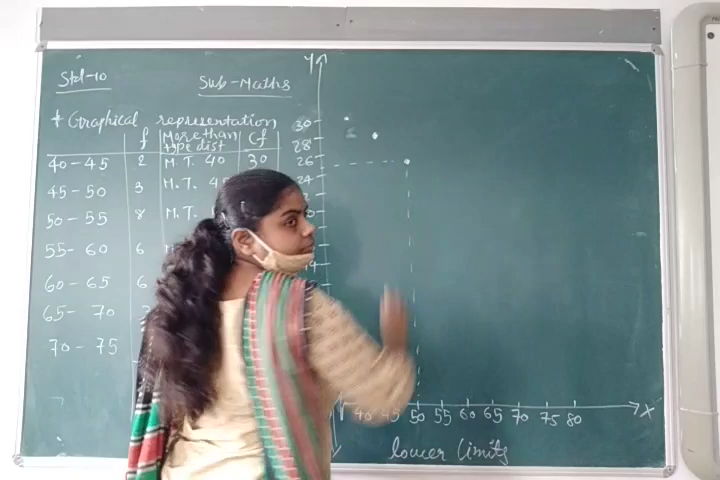 Std-10
Sub-Maths
* Graphical representation
f More than type dist Cf
40-45 2 M.T. 40 30
45-50 3 M.T.
50-55 8 M.T.
55-60 6
60-65 6
65-70
70-75
Y
30
28
26
24
40 45 50 55 60 65 70 75 80 X
lower limits